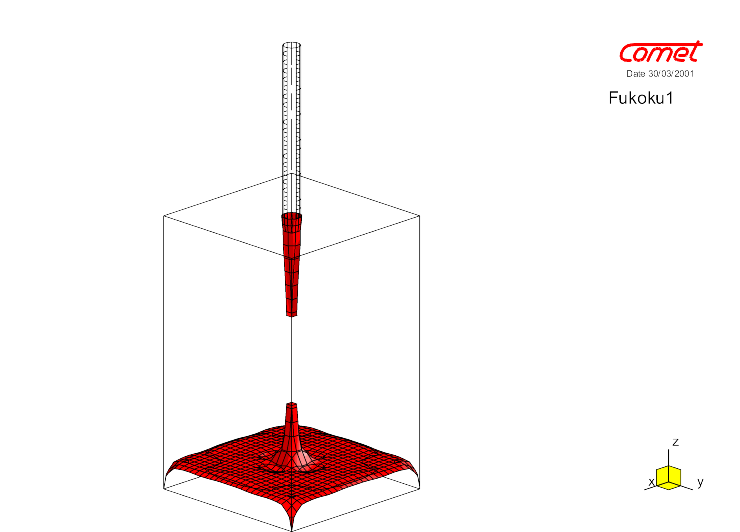 Comet
Date 30/03/2001
Fukoku1
z
x
y